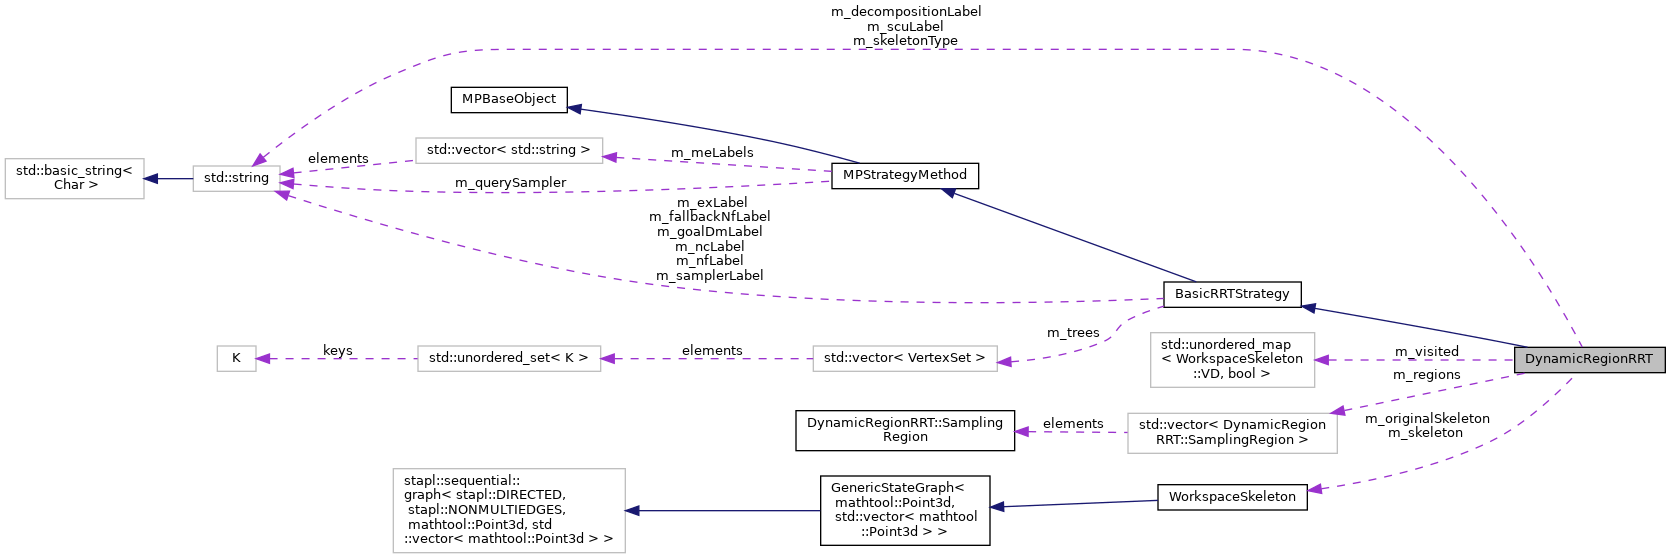 m_decompositionLabel
m_scuLabel
m_skeletonType
MPBaseObject
std::vector< std::string >
m_meLabels
elements
std::basic_string<
Char >
std::string
m_querySampler
MPStrategyMethod
m_exLabel
m_fallbackNfLabel
m_goalDmLabel
m_ncLabel
m_nfLabel
m_samplerLabel
BasicRRTStrategy
m_trees
K
keys
std::unordered_set< K >
elements
std::vector< VertexSet >
std::unordered_map
< WorkspaceSkeleton
::VD, bool >
m_visited
DynamicRegionRRT
m_regions
DynamicRegionRRT::Sampling
Region
elements
std::vector< DynamicRegion
RRT::SamplingRegion >
m_originalSkeleton
m_skeleton
stapl::sequential::
graph< stapl::DIRECTED,
stapl::NONMULTIEDGES,
mathtool::Point3d, std
::vector< mathtool::Point3d > >
GenericStateGraph<
mathtool::Point3d,
std::vector< mathtool
::Point3d > >
WorkspaceSkeleton